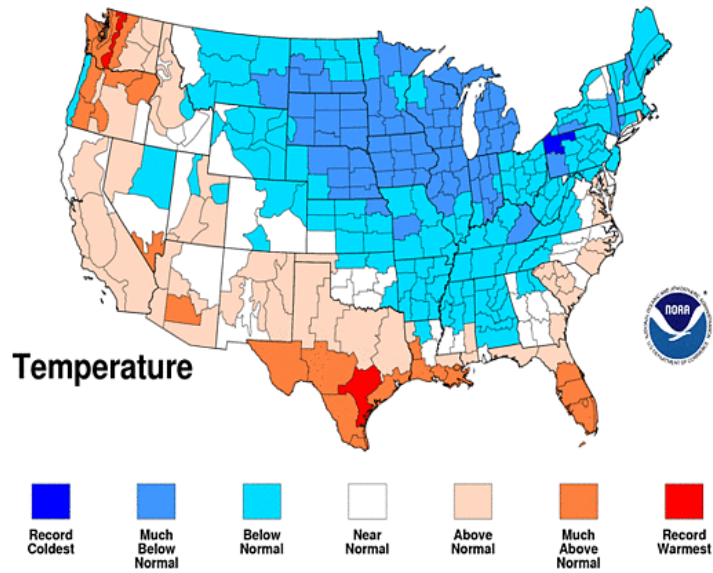 NOAA
Temperature
Record
Coldest
Much
Below
Normal
Below
Normal
Near
Normal
Above
Normal
Much
Above
Normal
Record
Warmest